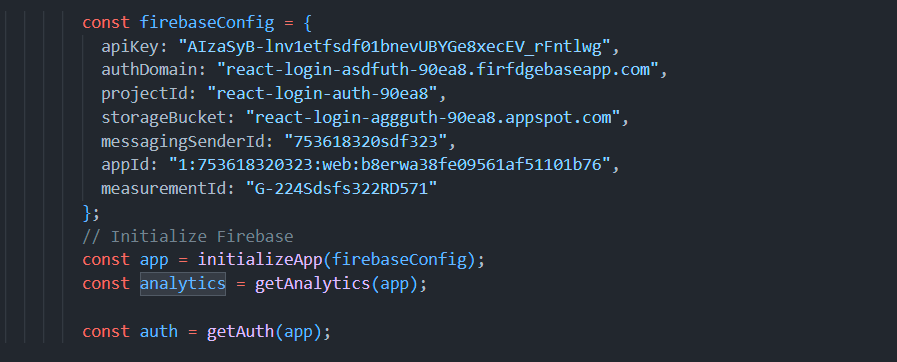 const firebaseConfig = {
apiKey: "AIzaSyB-lnv1etfsdf01bnevUBYGe8xecEV_rFntlwg",
authDomain: "react-login-asdfuth-90ea8.firfdgebaseapp.com",
projectId: "react-login-auth-90ea8",
storageBucket: "react-login-aggguth-90ea8.appspot.com",
messagingSenderId: "753618320sdf323",
appId: "1:753618320323:web:b8erwa38fe09561af51101b76",
measurementId: "G-224Sdsfs322RD571"
};
// Initialize Firebase
const app = initializeApp(firebaseConfig);
const analytics = getAnalytics(app);
const auth = getAuth(app);